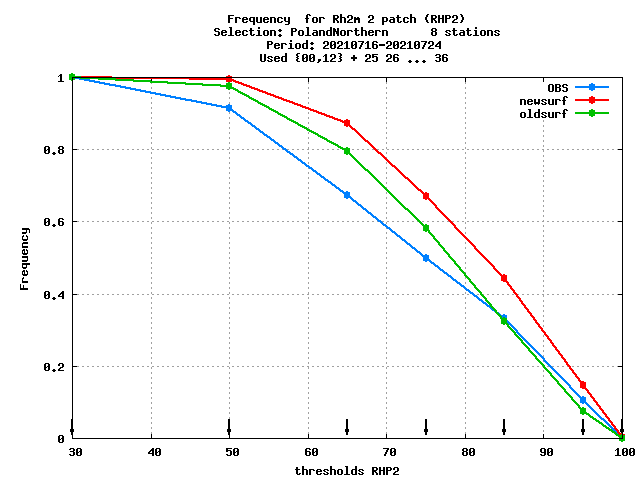 Frequency for Rh2m 2 patch (RHP2)
Selection: PolandNorthern 8 stations
Period: 20210716-20210724
Used {00,12} + 25 26 ... 36
OBS
newsurf
oldsurf
1
0.8
0.6
0.4
0.2
0
Frequency
30 40 50 60 70 80 90 100
thresholds RHP2